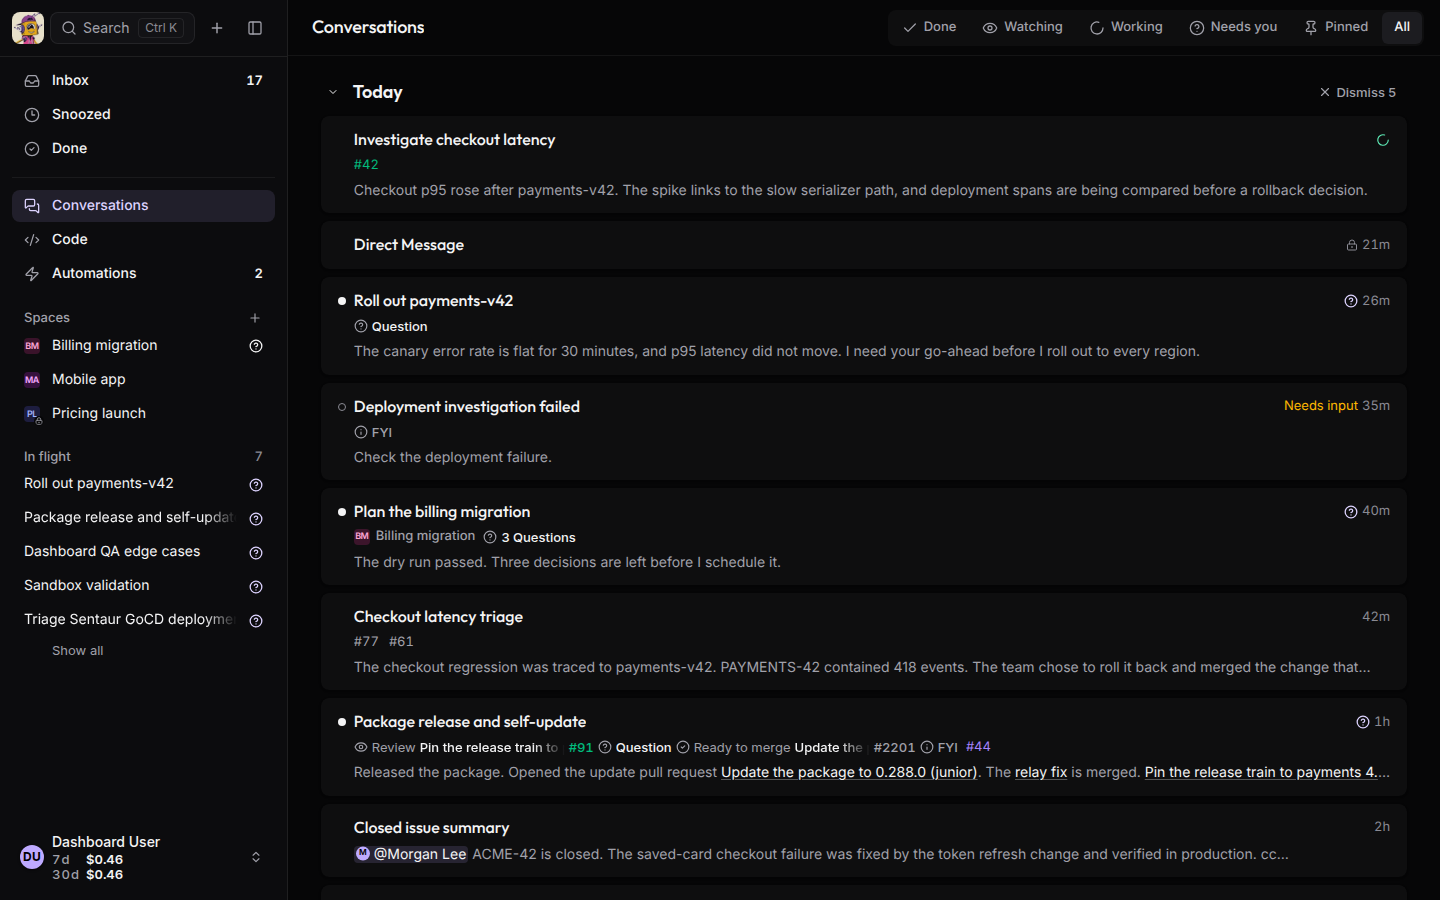 Search Ctrl K
Inbox 17
Snoozed
Done
Conversations
Code
Automations 2
Spaces
BM Billing migration
MA Mobile app
PL Pricing launch
In flight 7
Roll out payments-v42
Package release and self-updat
Dashboard QA edge cases
Sandbox validation
Triage Sentaur GoCD deployme
Show all
DU Dashboard User
7d $0.46
30d $0.46
Conversations
Done Watching Working Needs you Pinned All
Today Dismiss 5
Investigate checkout latency
#42
Checkout p95 rose after payments-v42. The spike links to the slow serializer path, and deployment spans are being compared before a rollback decision.
Direct Message 21m
Roll out payments-v42 26m
Question
The canary error rate is flat for 30 minutes, and p95 latency did not move. I need your go-ahead before I roll out to every region.
Deployment investigation failed Needs input 35m
FYI
Check the deployment failure.
Plan the billing migration 40m
BM Billing migration 3 Questions
The dry run passed. Three decisions are left before I schedule it.
Checkout latency triage 42m
#77 #61
The checkout regression was traced to payments-v42. PAYMENTS-42 contained 418 events. The team chose to roll it back and merged the change that...
Package release and self-update 1h
Review Pin the release train to #91 Question Ready to merge Update the #2201 FYI #44
Released the package. Opened the update pull request Update the package to 0.288.0 (junior). The relay fix is merged. Pin the release train to payments 4....
Closed issue summary 2h
M @Morgan Lee ACME-42 is closed. The saved-card checkout failure was fixed by the token refresh change and verified in production. cc...